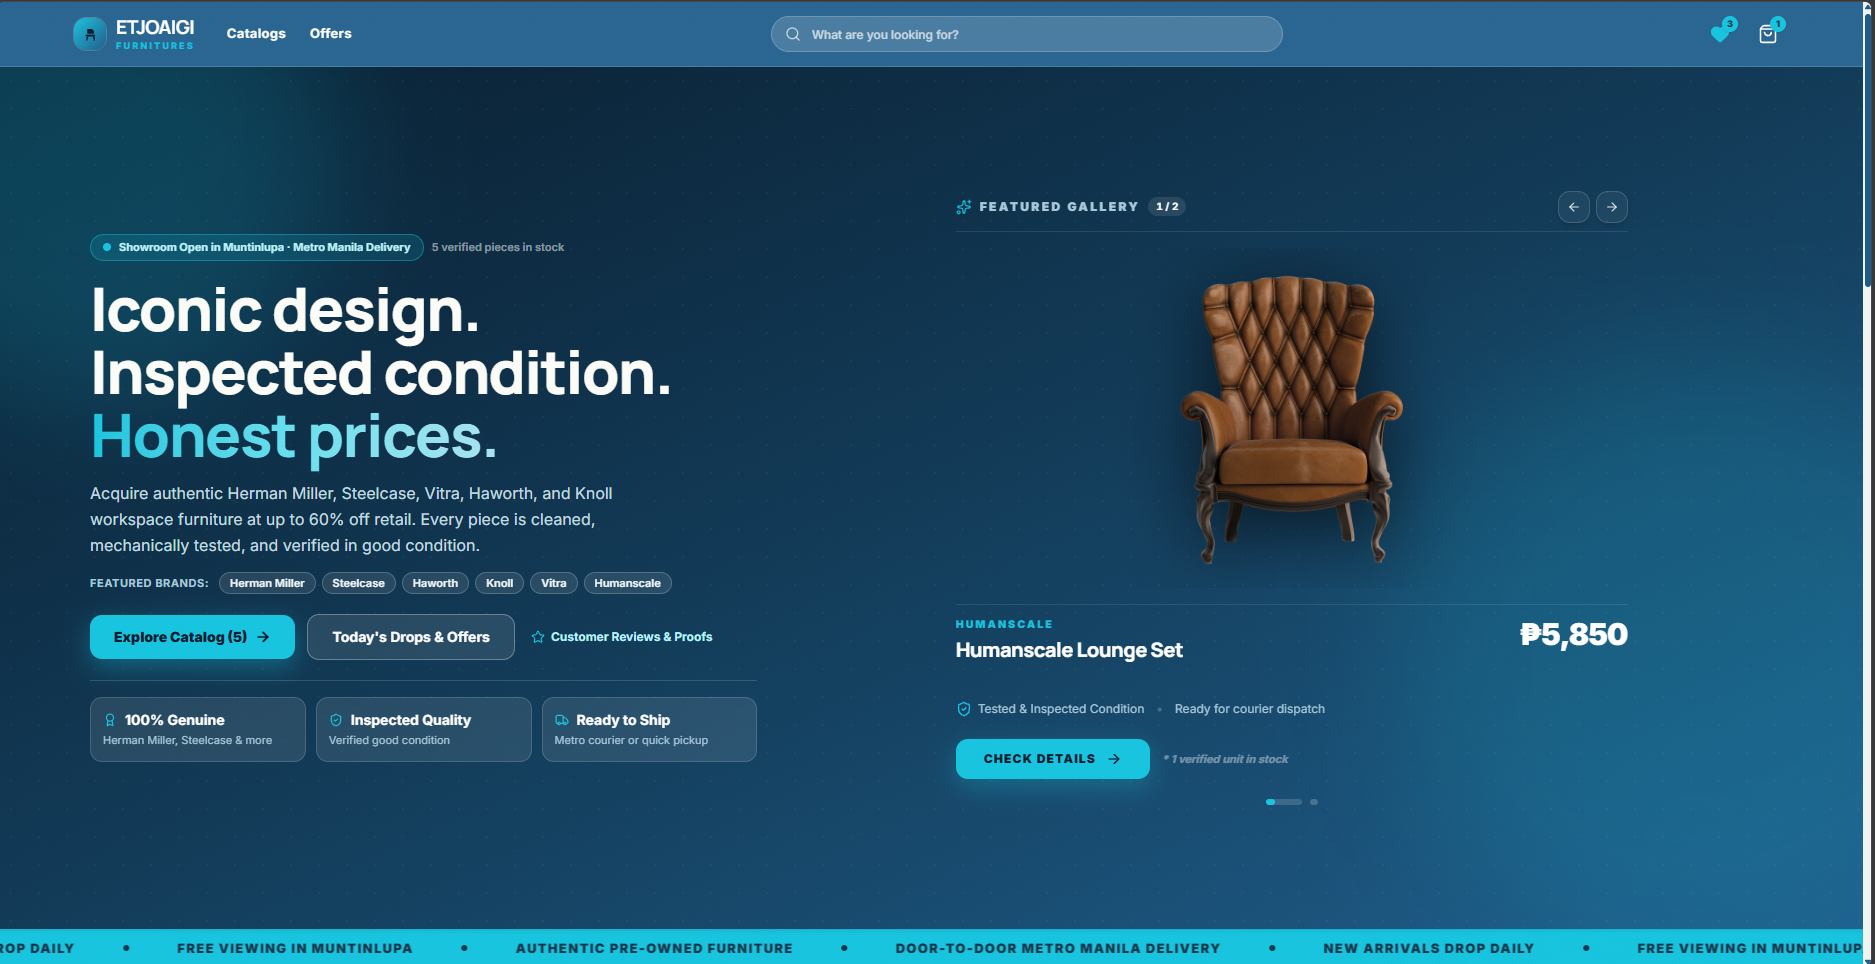 ETJOAIGI
FURNITURES
Catalogs
Offers
What are you looking for?
3
1
Showroom Open in Muntinlupa · Metro Manila Delivery
5 verified pieces in stock
Iconic design.
Inspected condition.
Honest prices.
Acquire authentic Herman Miller, Steelcase, Vitra, Haworth, and Knoll
workspace furniture at up to 60% off retail. Every piece is cleaned,
mechanically tested, and verified in good condition.
FEATURED BRANDS:
Herman Miller
Steelcase
Haworth
Knoll
Vitra
Humanscale
Explore Catalog (5)
Today's Drops & Offers
Customer Reviews & Proofs
100% Genuine
Herman Miller, Steelcase & more
Inspected Quality
Verified good condition
Ready to Ship
Metro courier or quick pickup
FEATURED GALLERY
1/2
HUMANSCALE
Humanscale Lounge Set
₱5,850
Tested & Inspected Condition
Ready for courier dispatch
CHECK DETAILS
* 1 verified unit in stock
ROP DAILY • FREE VIEWING IN MUNTINLUPA • AUTHENTIC PRE-OWNED FURNITURE • DOOR-TO-DOOR METRO MANILA DELIVERY • NEW ARRIVALS DROP DAILY • FREE VIEWING IN MUNTINLUP